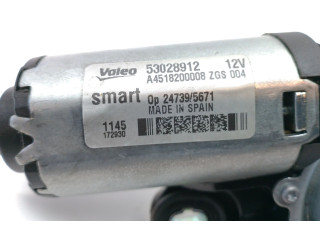 Valeo 53028912 12V
A4518200008 ZGS 004
smart Op 24739/5671
MADE IN SPAIN
1145
172930